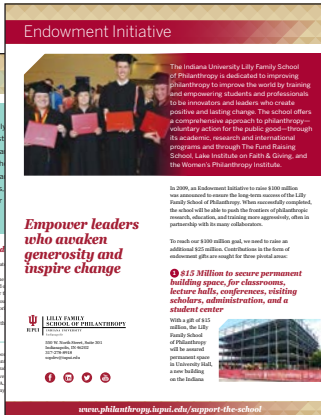 Endowment Initiative
The Indiana University Lilly Family School
of Philanthropy is dedicated to improving
philanthropy to improve the world by training
and empowering students and professionals
to be innovators and leaders who create
positive and lasting change. The school offers
a comprehensive approach to philanthropy—
voluntary action for the public good—through
its academic, research and international
programs and through The Fund Raising
School, Lake Institute on Faith & Giving, and
the Women's Philanthropy Institute.
In 2009, an Endowment Initiative to raise $100 million
was announced to ensure the long-term success of the Lilly
Family School of Philanthropy. When successfully completed,
the school will be able to push the frontiers of philanthropic
research, education, and training more aggressively, often in
partnership with its many collaborators.
To reach our $100 million goal, we need to raise an
additional $25 million. Contributions in the form of
endowment gifts are sought for three pivotal areas:
Empower leaders
who awaken
generosity and
inspire change
1 $15 Million to secure permanent
building space, for classrooms,
lecture halls, conferences, visiting
scholars, administration, and a
student center
With a gift of $15
million, the Lilly
Family School
of Philanthropy
will be assured
permanent space
in University Hall,
a new building
on the Indiana
IUPUI
LILLY FAMILY
SCHOOL OF PHILANTHROPY
INDIANA UNIVERSITY
Indianapolis
550 W. North Street, Suite 301
Indianapolis, IN 46202
317-278-8918
www.philanthropy.iupui.edu/support-the-school